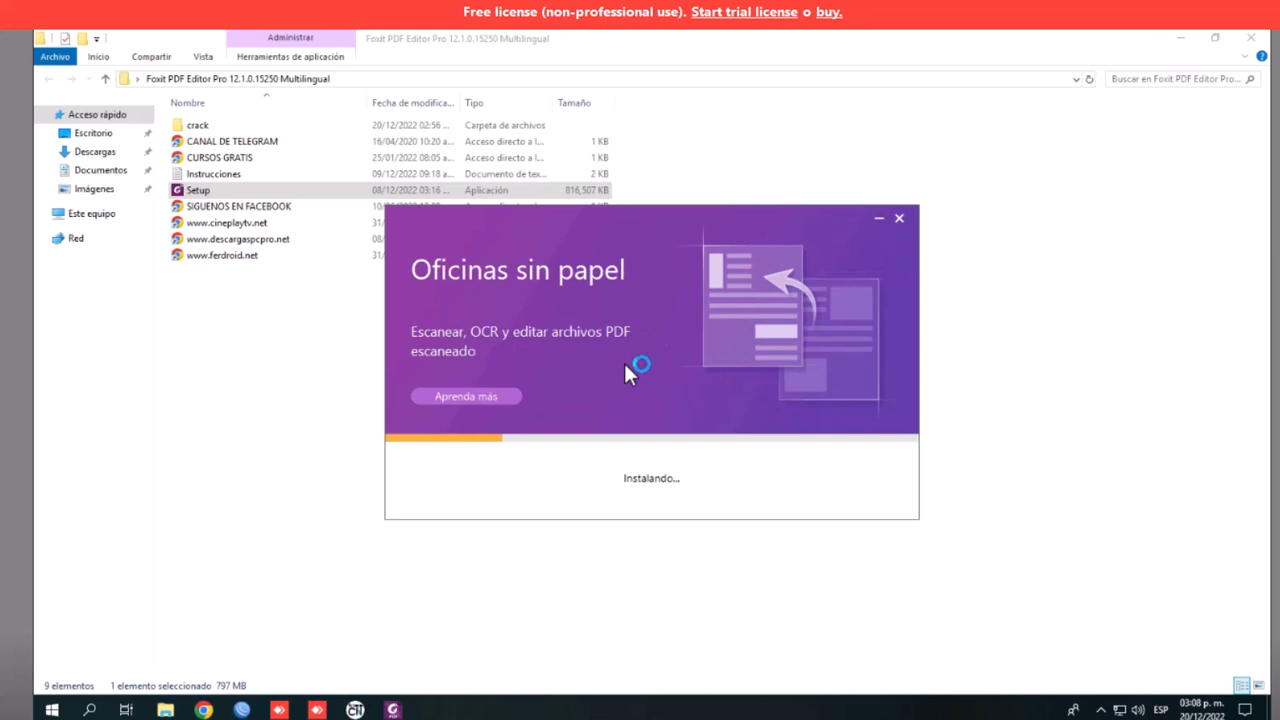 Free license (non-professional use). Start trial license o buy.
Administrar
Foxit PDF Editor Pro 12.1.0.15250 Multilingual
Archivo
Inicio
Compartir
Vista
Herramientas de aplicación
Foxit PDF Editor Pro 12.1.0.15250 Multilingual
Buscar en Foxit PDF Editor Pro...
Nombre
Fecha de modifica...
Tipo
Tamaño
Acceso rápido
Escritorio
Descargas
Documentos
Imágenes
Este equipo
Red
crack 20/12/2022 02:56 ... Carpeta de archivos
CANAL DE TELEGRAM 16/04/2020 10:20 a... Acceso directo a I... 1 KB
CURSOS GRATIS 25/01/2022 08:05 a... Acceso directo a I... 1 KB
Instrucciones 09/12/2022 09:18 a... Documento de tex... 2 KB
Setup 08/12/2022 03:16 ... Aplicación 816,507 KB
SIGUENOS EN FACEBOOK
www.cineplaytv.net 31/
www.descargaspcpro.net 08/
www.ferdroid.net 31/
Oficinas sin papel
Escanear, OCR y editar archivos PDF
escaneado
Aprenda más
Instalando...
9 elementos 1 elemento seleccionado 797 MB
ESP
03:08 p. m.
20/12/2022